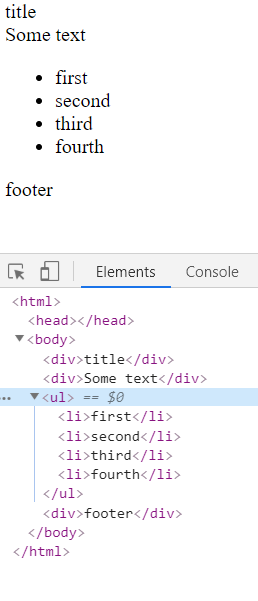 title
Some text
first
second
third
fourth
footer
Elements Console
<html>
<head></head>
<body>
<div>title</div>
<div>Some text</div>
<ul> == $0
<li>first</li>
<li>second</li>
<li>third</li>
<li>fourth</li>
</ul>
<div>footer</div>
</body>
</html>